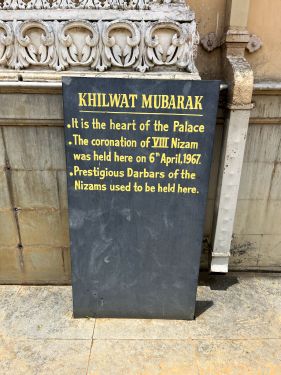 KHILWAT MUBARAK
•It is the heart of the Palace
•The coronation of VIII Nizam
was held here on 6th April,1967.
•Prestigious Darbars of the
Nizams used to be held here.